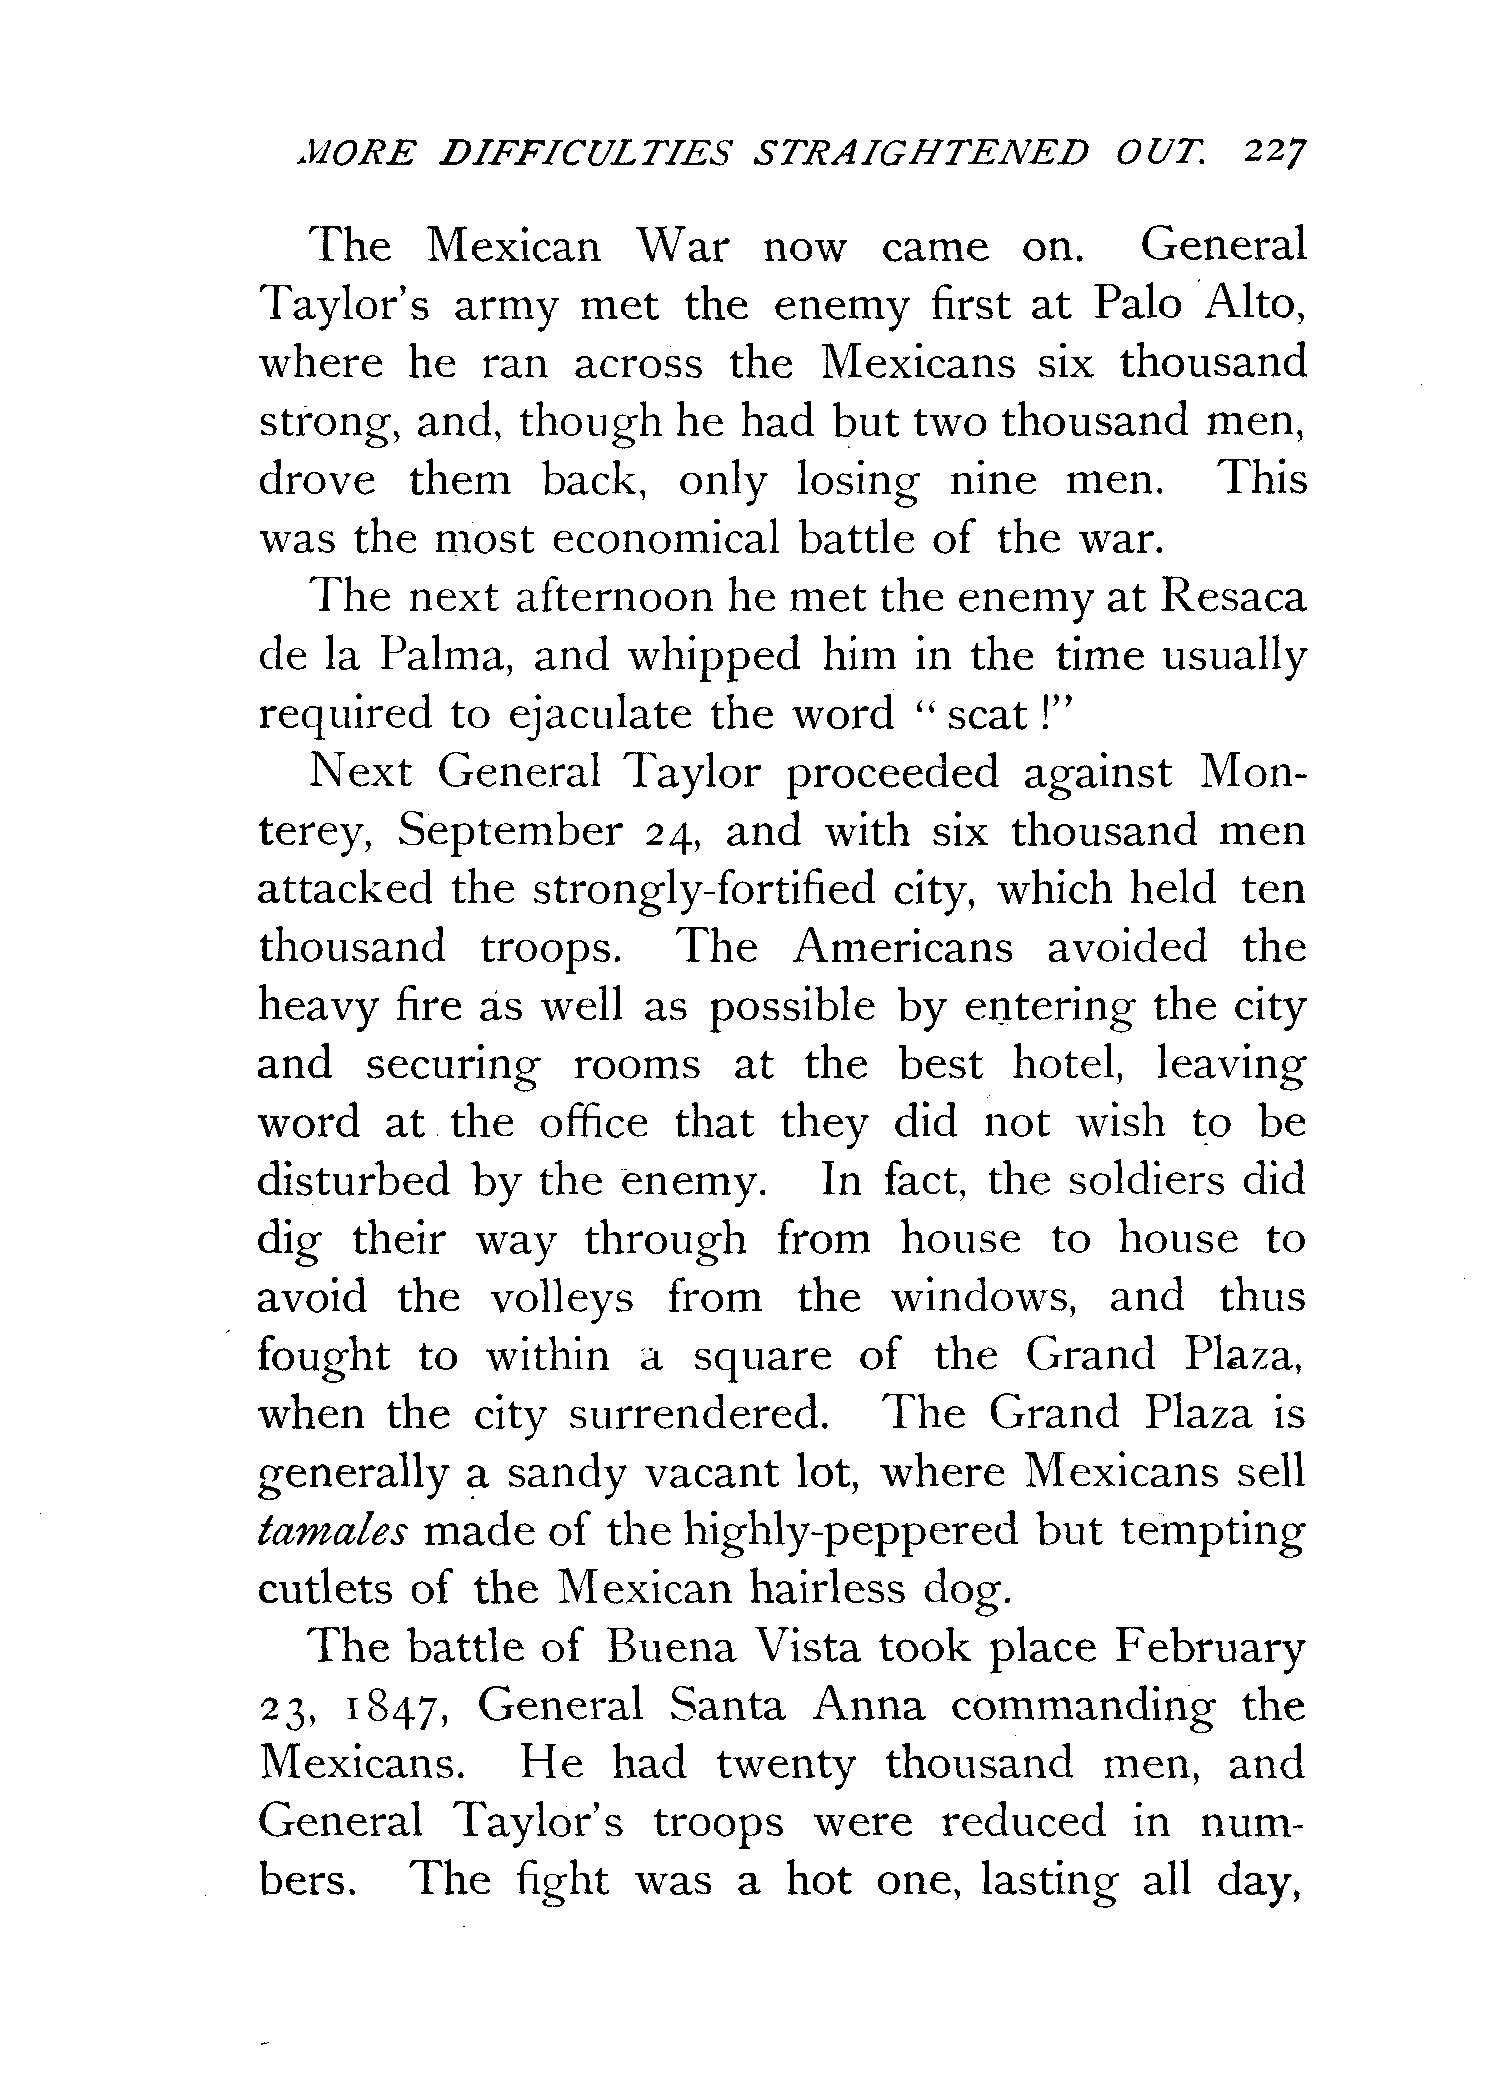 MORE DIFFICULTIES STRAIGHTENED OUT. 227
The Mexican War now came on. General
Taylor's army met the enemy first at Palo Alto,
where he ran across the Mexicans six thousand
strong, and, though he had but two thousand men,
drove them back, only losing nine men. This
was the most economical battle of the war.
The next afternoon he met the enemy at Resaca
de la Palma, and whipped him in the time usually
required to ejaculate the word "scat!"
Next General Taylor proceeded against Mon-
terey, September 24, and with six thousand men
attacked the strongly-fortified city, which held ten
thousand troops. The Americans avoided the
heavy fire as well as possible by entering the city
and securing rooms at the best hotel, leaving
word at the office that they did not wish to be
disturbed by the enemy. In fact, the soldiers did
dig their way through from house to house to
avoid the volleys from the windows, and thus
fought to within a square of the Grand Plaza,
when the city surrendered. The Grand Plaza is
generally a sandy vacant lot, where Mexicans sell
tamales made of the highly-peppered but tempting
cutlets of the Mexican hairless dog.
The battle of Buena Vista took place February
23, 1847, General Santa Anna commanding the
Mexicans. He had twenty thousand men, and
General Taylor's troops were reduced in num-
bers. The fight was a hot one, lasting all day,